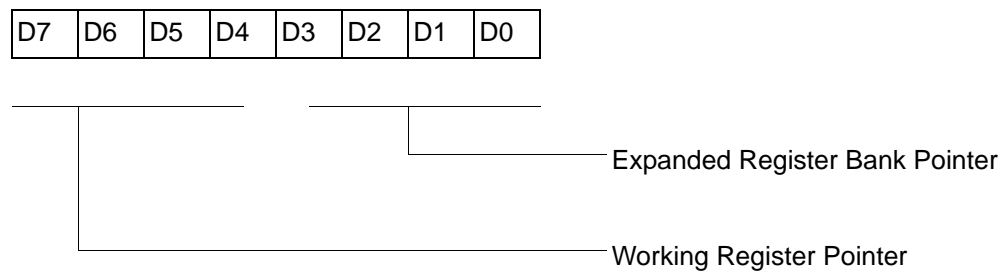 D7 D6 D5 D4 D3 D2 D1 D0
Expanded Register Bank Pointer
Working Register Pointer